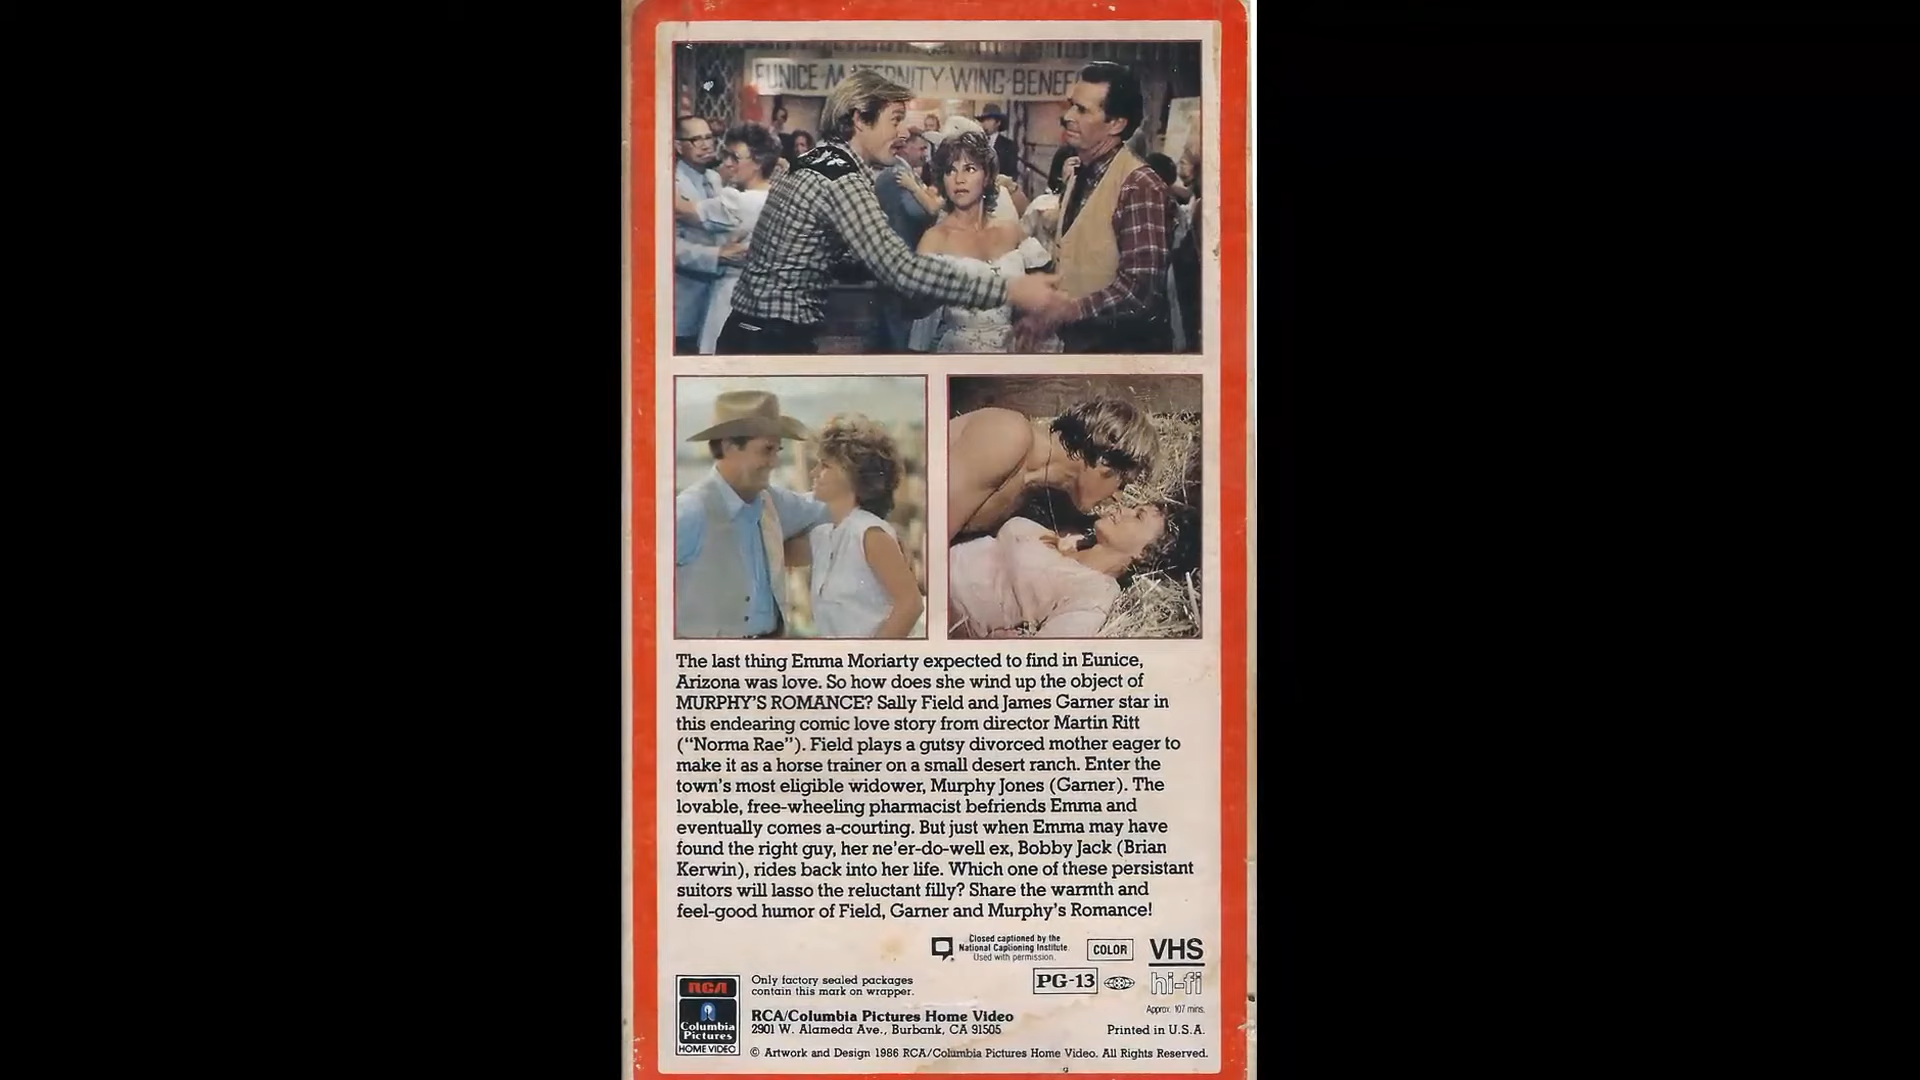 EUNICE MATERNITY WING BENEF
The last thing Emma Moriarty expected to find in Eunice,
Arizona was love. So how does she wind up the object of
MURPHY'S ROMANCE? Sally Field and James Garner star in
this endearing comic love story from director Martin Ritt
("Norma Rae"). Field plays a gutsy divorced mother eager to
make it as a horse trainer on a small desert ranch. Enter the
town's most eligible widower, Murphy Jones (Garner). The
lovable, free-wheeling pharmacist befriends Emma and
eventually comes a-courting. But just when Emma may have
found the right guy, her ne'er-do-well ex, Bobby Jack (Brian
Kerwin), rides back into her life. Which one of these persistant
suitors will lasso the reluctant filly? Share the warmth and
feel-good humor of Field, Garner and Murphy's Romance!
Closed captioned by the
National Captioning Institute.
Used with permission.
COLOR
VHS
PG-13
hi-fi
Approx. 107 mins.
Only factory sealed packages
contain this mark on wrapper.
RCA
Columbia
Pictures
HOME VIDEO
RCA/Columbia Pictures Home Video
2901 W. Alameda Ave., Burbank, CA 91505
Printed in U.S.A.
© Artwork and Design 1986 RCA/Columbia Pictures Home Video. All Rights Reserved.